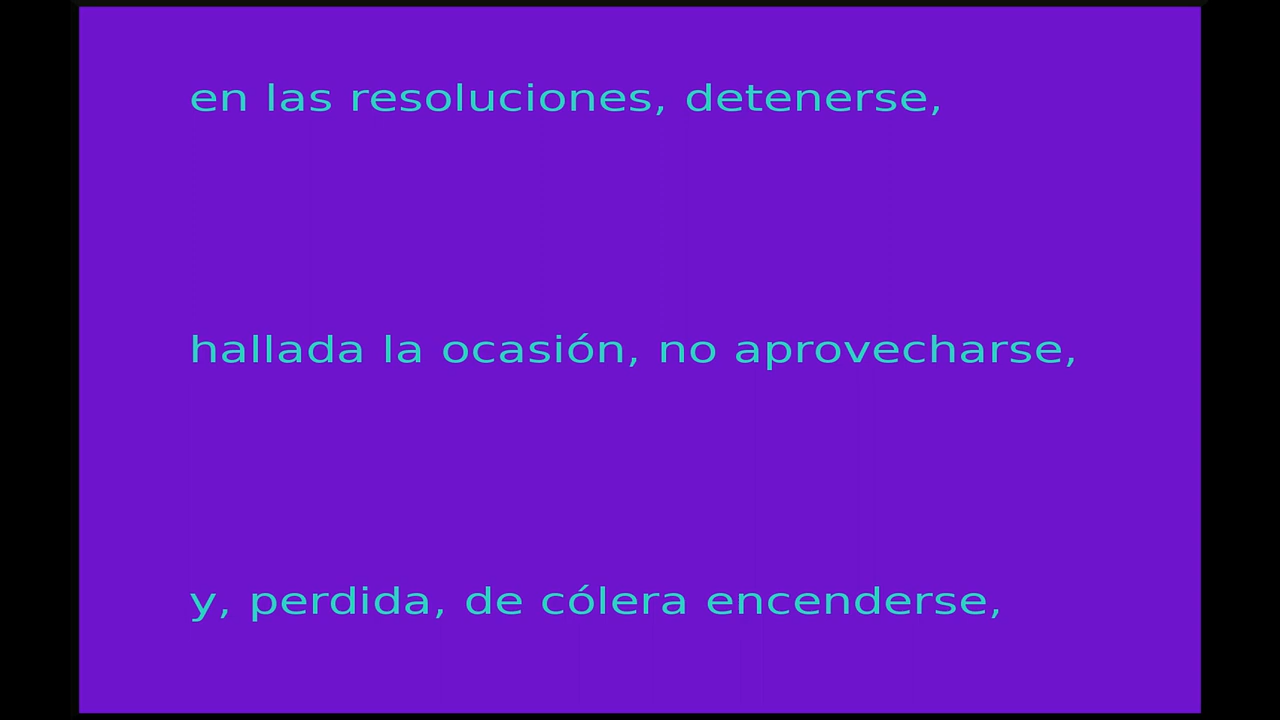 en las resoluciones, detenerse,
hallada la ocasión, no aprovecharse,
y, perdida, de cólera encenderse,